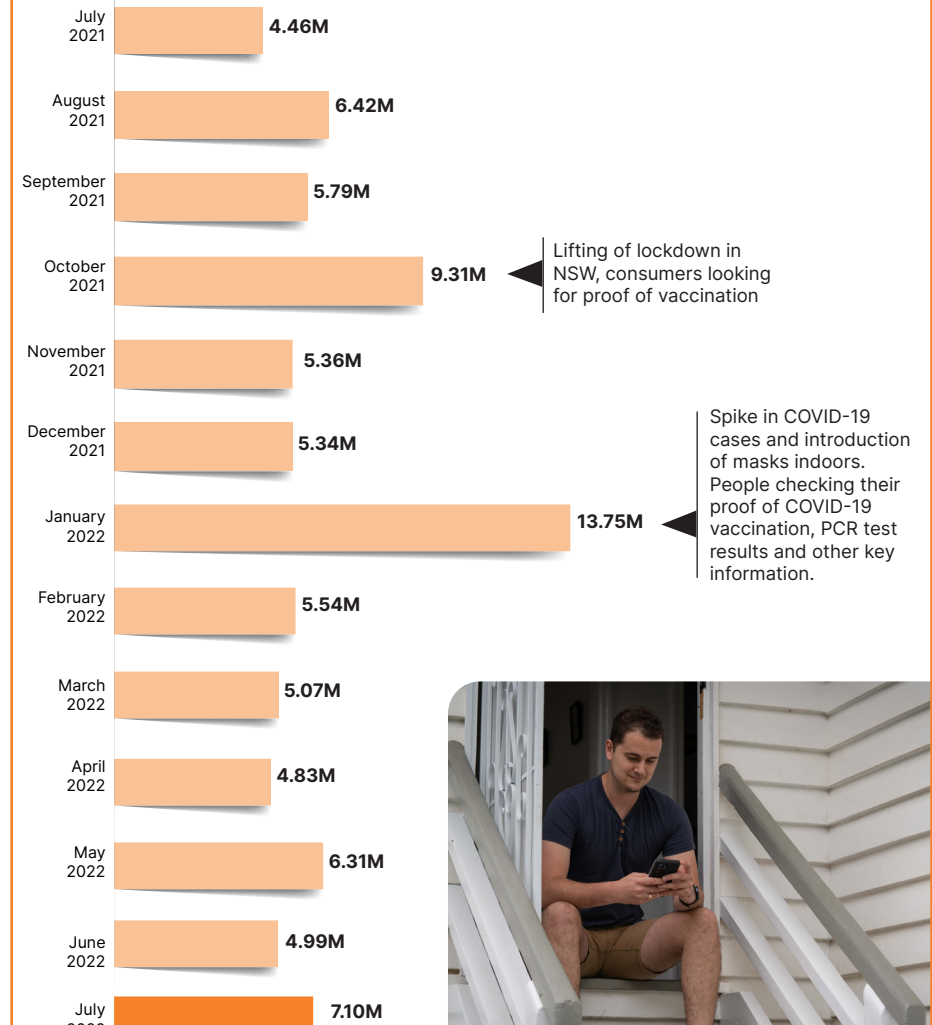 July
2021
4.46M
August
2021
6.42M
September
2021
5.79M
October
2021
9.31M
Lifting of lockdown in
NSW, consumers looking
for proof of vaccination
November
2021
5.36M
December
2021
5.34M
January
2022
13.75M
Spike in COVID-19
cases and introduction
of masks indoors.
People checking their
proof of COVID-19
vaccination, PCR test
results and other key
information.
February
2022
5.54M
March
2022
5.07M
April
2022
4.83M
May
2022
6.31M
June
2022
4.99M
July
7.10M